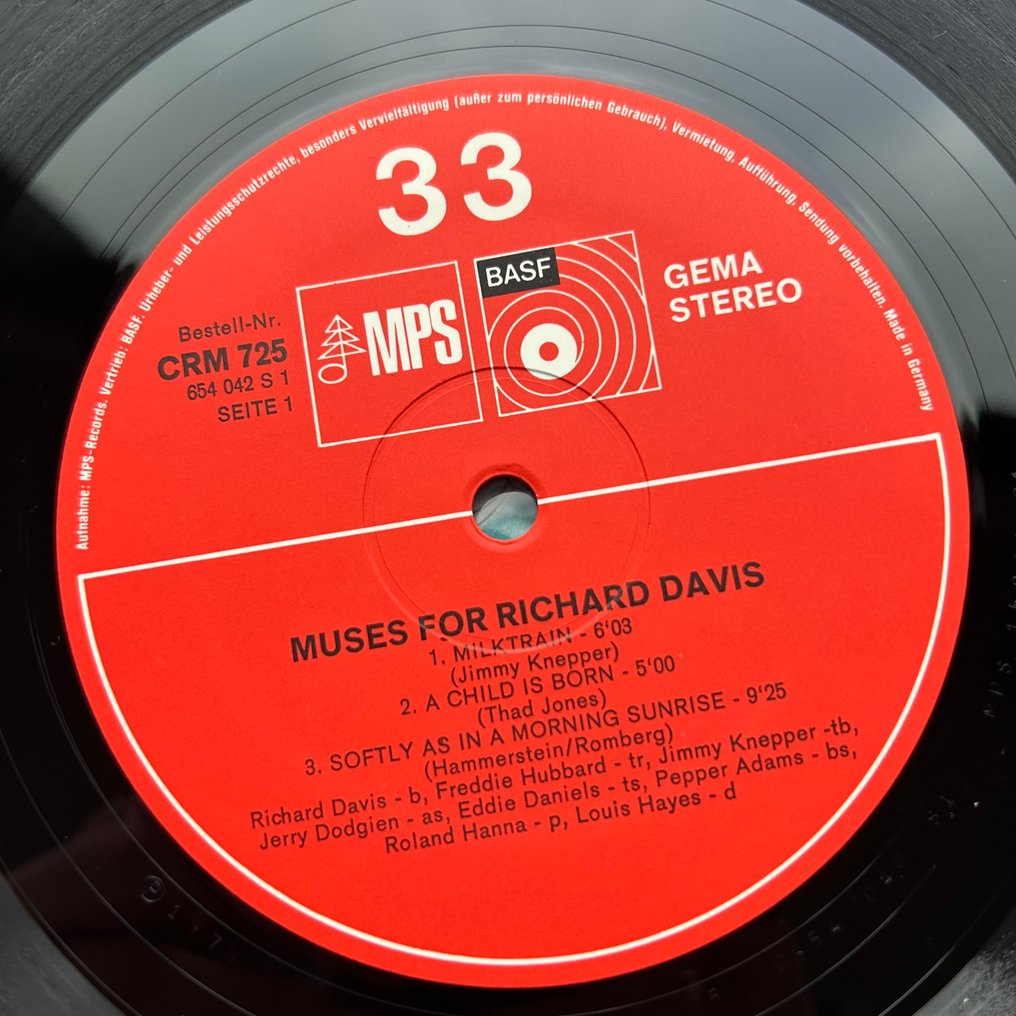 Aufnahme: MPS-Records. Vertrieb: BASF. Urheber- und Leistungsschutzrechte, besonders Vervielfältigung (außer zum persönlichen Gebrauch), Vermietung, Aufführung, Sendung vorbehalten. Made in Germany
33
MPS
BASF
GEMA
STEREO
Bestell-Nr.
CRM 725
654 042 S 1
SEITE 1
MUSES FOR RICHARD DAVIS
1. MILKTRAIN - 6'03
(Jimmy Knepper)
2. A CHILD IS BORN - 5'00
(Thad Jones)
3. SOFTLY AS IN A MORNING SUNRISE - 9'25
(Hammerstein/Romberg)
Richard Davis - b, Freddie Hubbard - tr, Jimmy Knepper -tb,
Jerry Dodgien - as, Eddie Daniels - ts, Pepper Adams - bs,
Roland Hanna - p, Louis Hayes - d